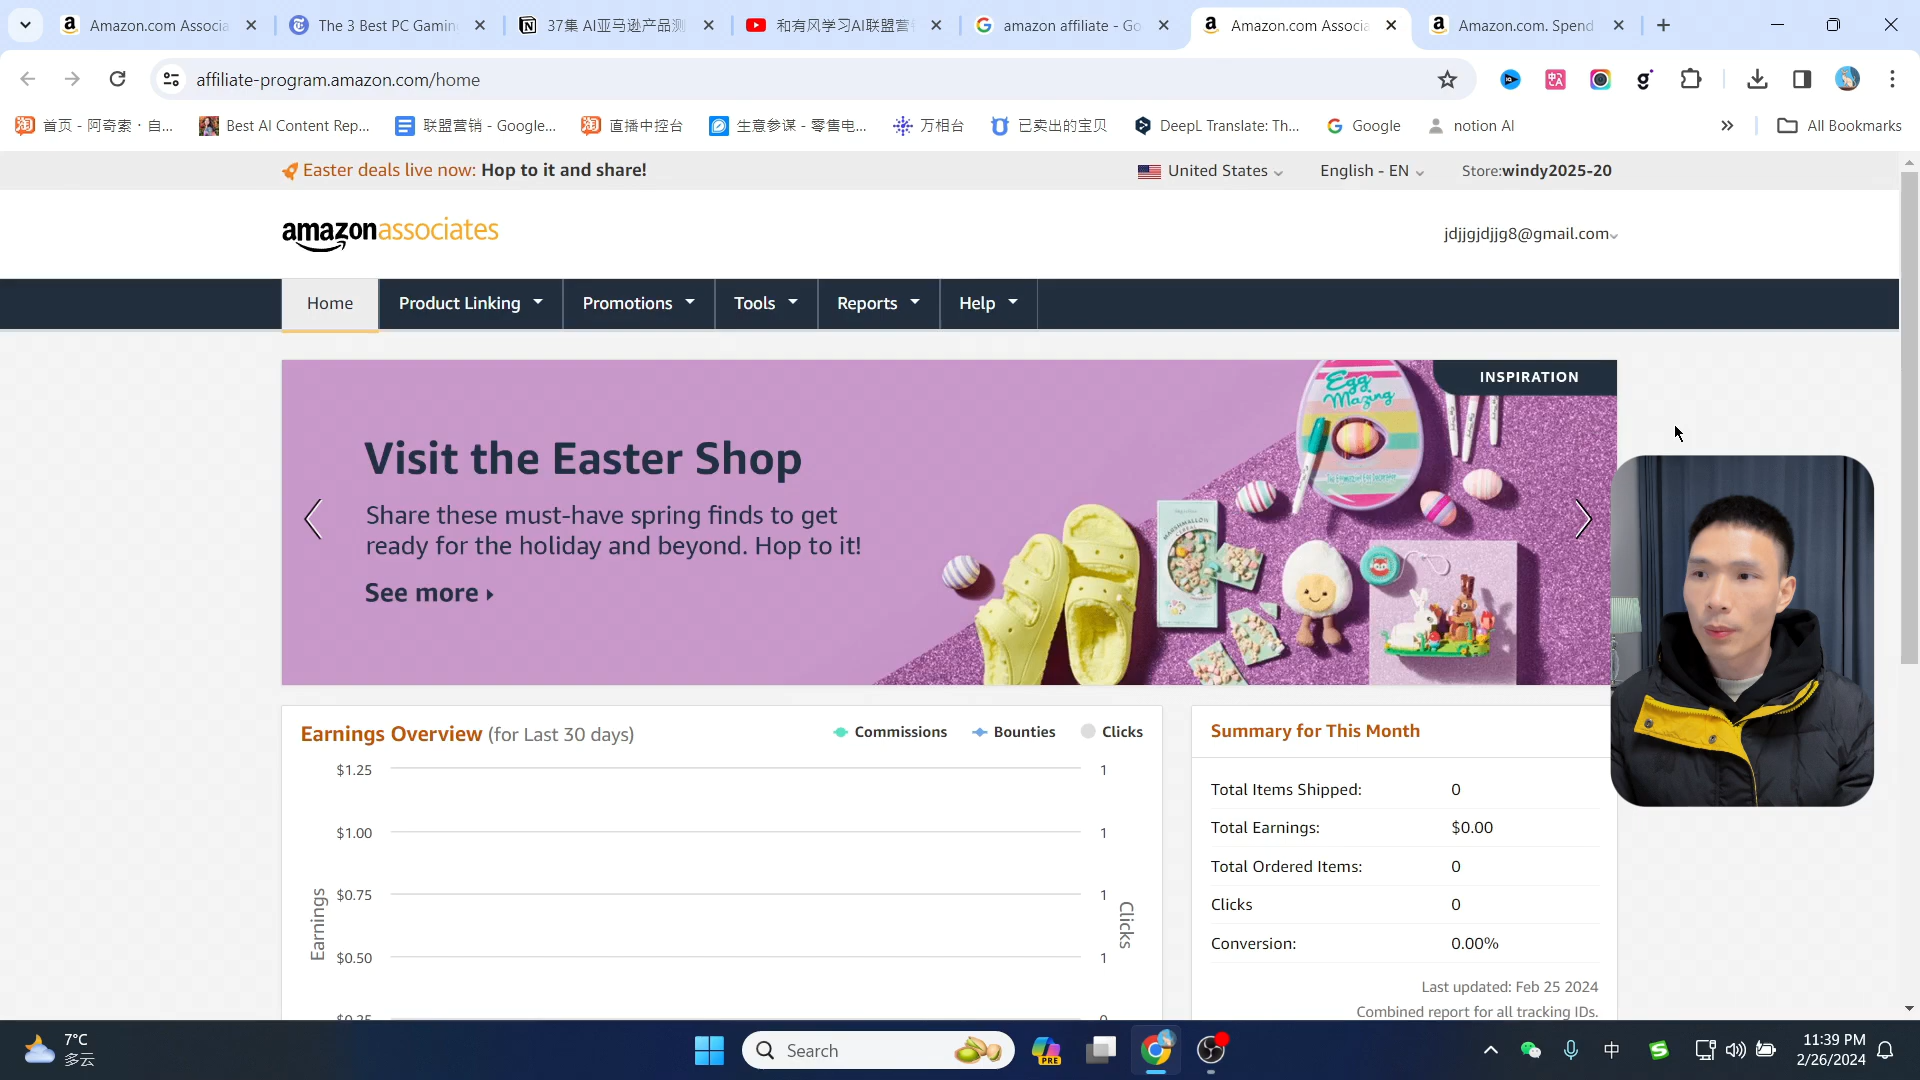 Amazon.com Associa
The 3 Best PC Gamin
37集 AI亚马逊产品测
和有风学习AI联盟营
amazon affiliate - Go
Amazon.com Associa
Amazon.com. Spend
affiliate-program.amazon.com/home
首页 - 阿奇索 · 自...
Best AI Content Rep...
联盟营销 - Google...
直播中控台
生意参谋 - 零售电...
万相台
已卖出的宝贝
DeepL Translate: Th...
Google
notion AI
All Bookmarks
Easter deals live now: Hop to it and share!
United States
English - EN
Store:windy2025-20
amazonassociates
jdjjgjdjjg8@gmail.com
Home
Product Linking
Promotions
Tools
Reports
Help
INSPIRATION
Egg
Mazing
Visit the Easter Shop
Share these must-have spring finds to get
ready for the holiday and beyond. Hop to it!
See more
Earnings Overview (for Last 30 days)
Commissions
Bounties
Clicks
$1.25
$1.00
$0.75
$0.50
$0.25
Earnings
1
1
1
1
0
Clicks
Summary for This Month
Total Items Shipped: 0
Total Earnings: $0.00
Total Ordered Items: 0
Clicks 0
Conversion: 0.00%
Last updated: Feb 25 2024
Combined report for all tracking IDs.
7°C
多云
Search
PRE
中
11:39 PM
2/26/2024